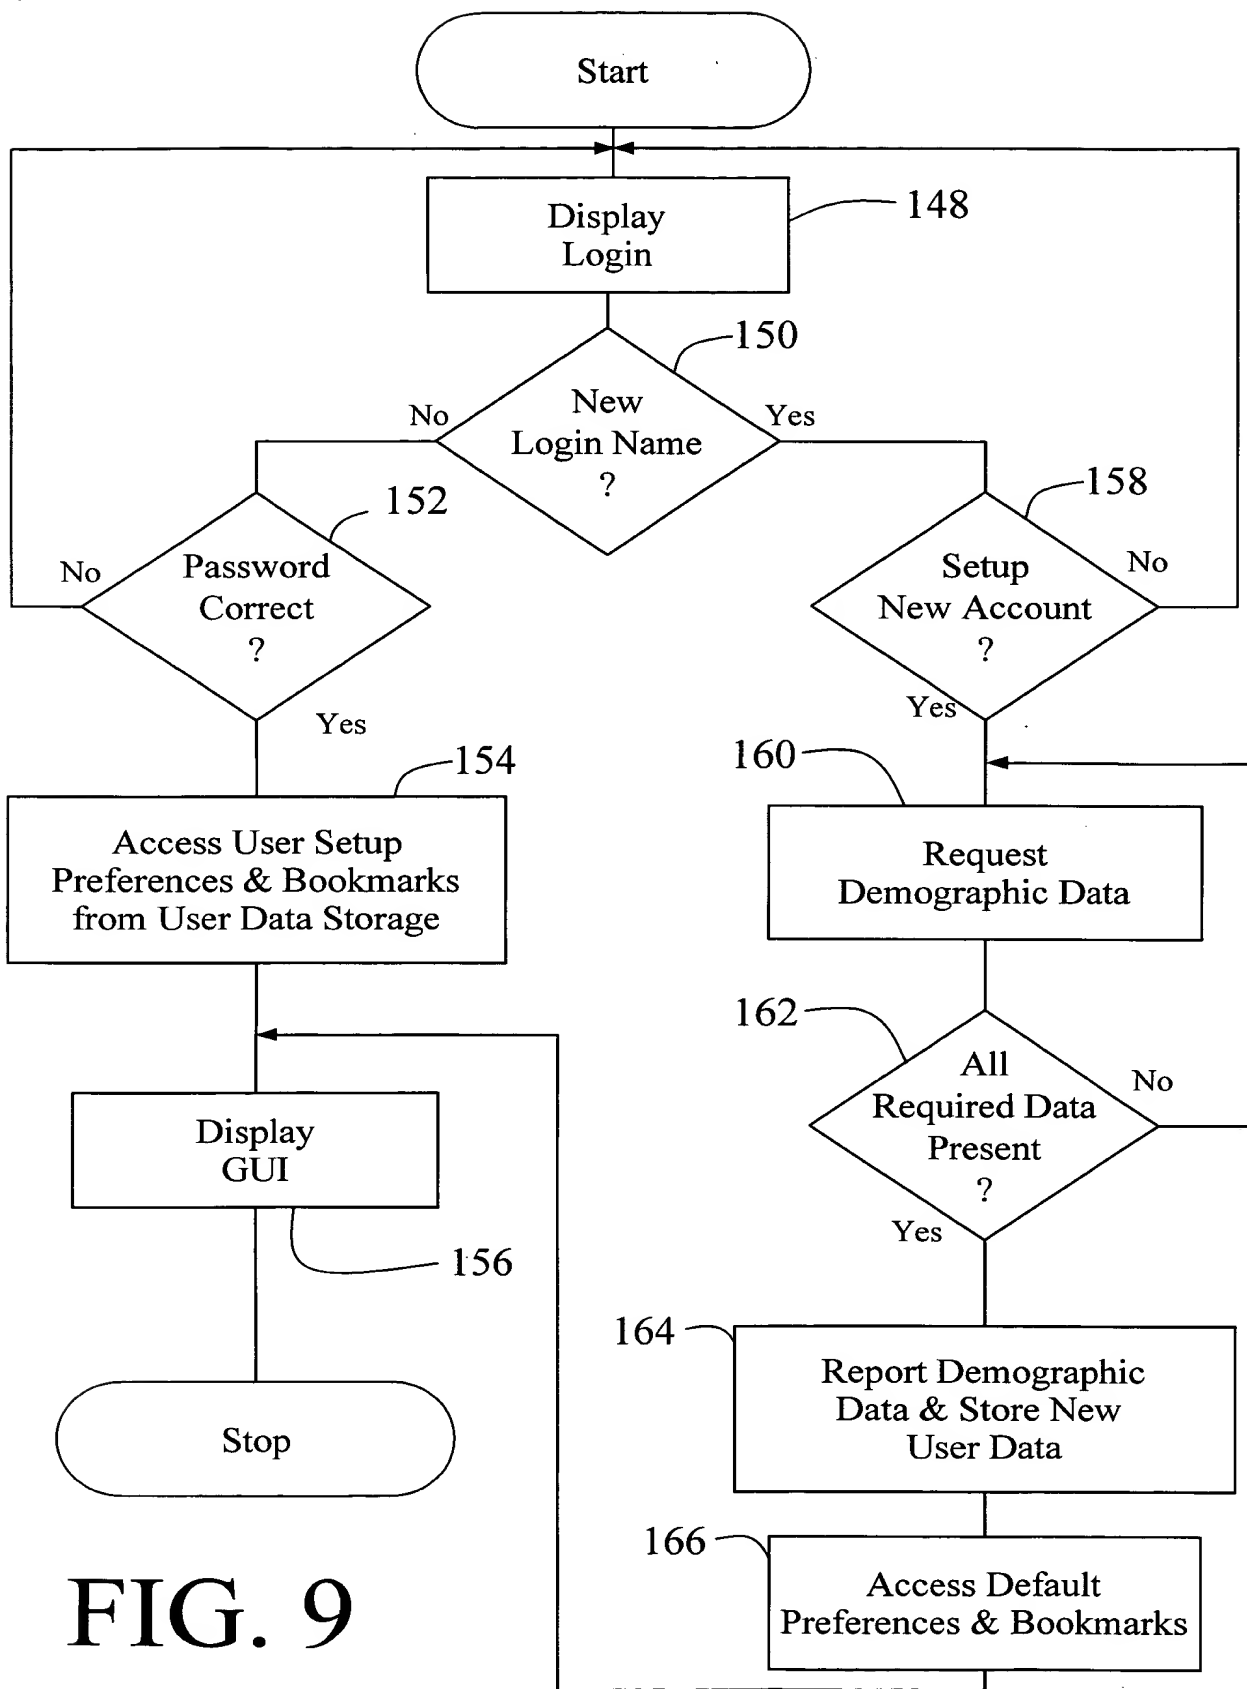 Start
Display
Login
148
150
New
Login Name
?
No
Yes
152
Password
Correct
?
No
Yes
158
Setup
New Account
?
No
Yes
154
Access User Setup
Preferences & Bookmarks
from User Data Storage
160
Request
Demographic Data
162
All
Required Data
Present
?
No
Yes
Display
GUI
156
164
Report Demographic
Data & Store New
User Data
Stop
166
Access Default
Preferences & Bookmarks
FIG. 9